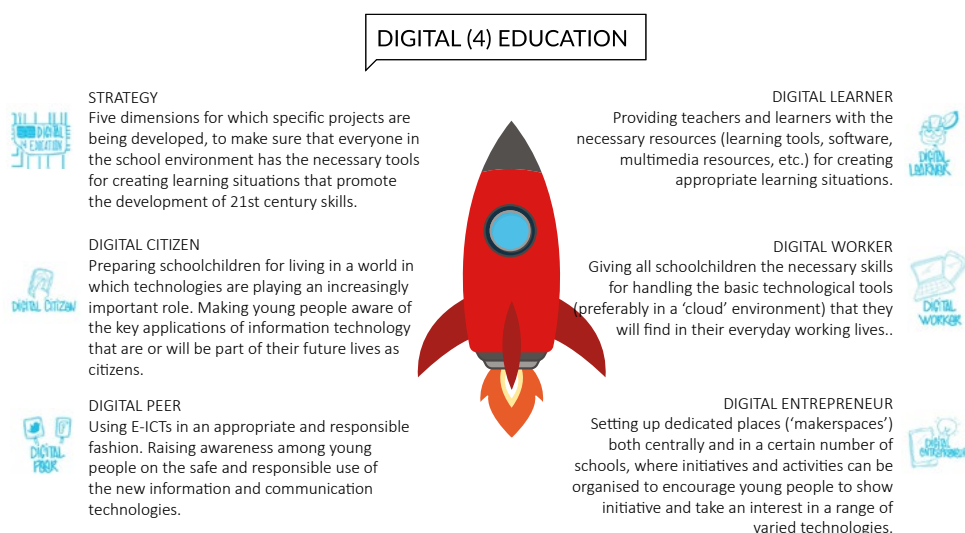 DIGITAL (4) EDUCATION
STRATEGY
Five dimensions for which specific projects are
being developed, to make sure that everyone in
the school environment has the necessary tools
for creating learning situations that promote
the development of 21st century skills.
DIGITAL
4 EDUCATION
DIGITAL CITIZEN
Preparing schoolchildren for living in a world in
which technologies are playing an increasingly
important role. Making young people aware of
the key applications of information technology
that are or will be part of their future lives as
citizens.
DIGITAL CITIZEN
DIGITAL PEER
Using E-ICTs in an appropriate and responsible
fashion. Raising awareness among young
people on the safe and responsible use of
the new information and communication
technologies.
DIGITAL
PEER
DIGITAL LEARNER
Providing teachers and learners with the
necessary resources (learning tools, software,
multimedia resources, etc.) for creating
appropriate learning situations.
DIGITAL
LEARNER
DIGITAL WORKER
Giving all schoolchildren the necessary skills
for handling the basic technological tools
(preferably in a ‘cloud’ environment) that they
will find in their everyday working lives..
DIGITAL
WORKER
DIGITAL ENTREPRENEUR
Setting up dedicated places (‘makerspaces’)
both centrally and in a certain number of
schools, where initiatives and activities can be
organised to encourage young people to show
initiative and take an interest in a range of
varied technologies.
DIGITAL